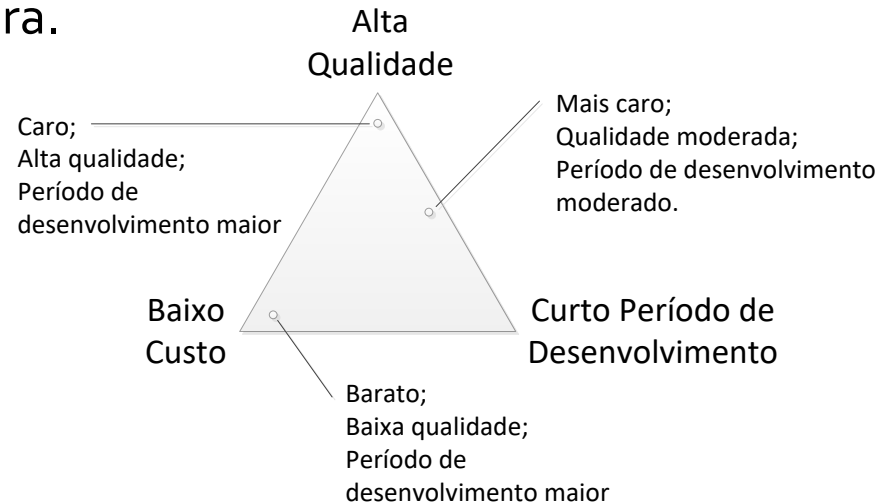 ra.
Alta
Qualidade
Caro;
Alta qualidade;
Período de
desenvolvimento maior
Mais caro;
Qualidade moderada;
Período de desenvolvimento
moderado.
Baixo
Custo
Curto Período de
Desenvolvimento
Barato;
Baixa qualidade;
Período de
desenvolvimento maior